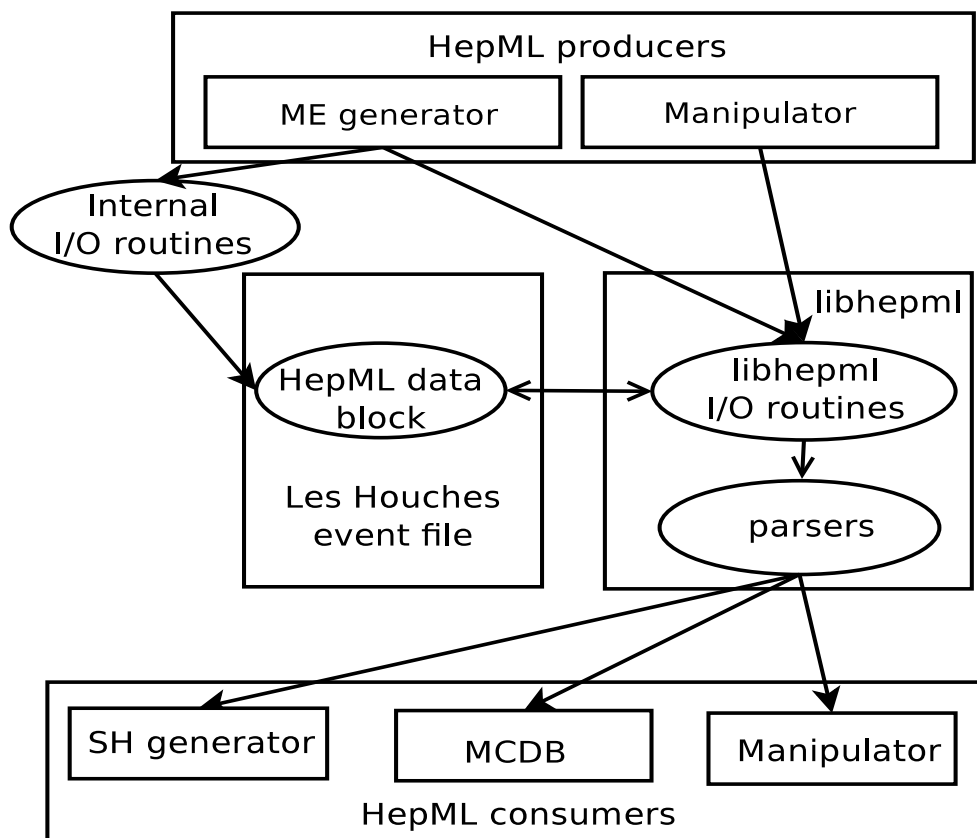 HepML producers
ME generator
Manipulator
Internal
I/O routines
libhepml
HepML data
block
libhepml
I/O routines
Les Houches
event file
parsers
SH generator
MCDB
Manipulator
HepML consumers